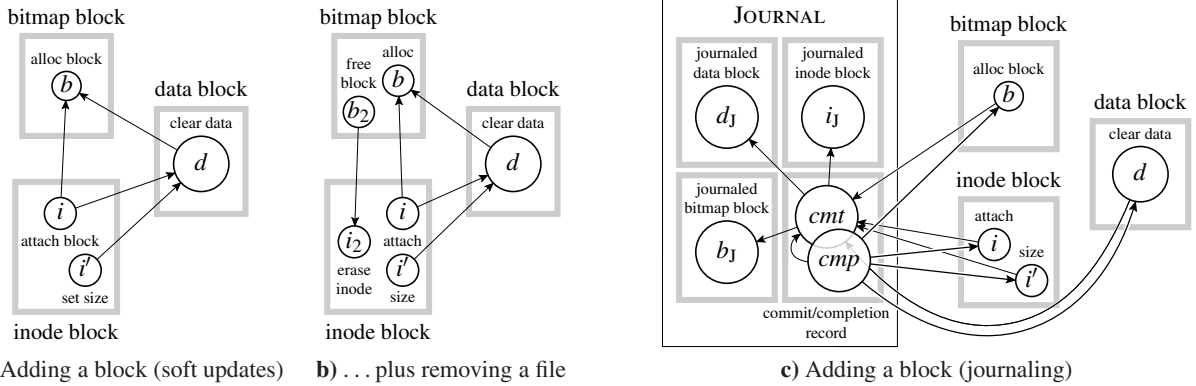 bitmap block
alloc block
b
data block
clear data
d
i
attach block
i′
set size
inode block
Adding a block (soft updates)
bitmap block
alloc
free
block
b
b2
data block
clear data
d
i
i2
attach
i′
erase
inode
size
inode block
b) . . . plus removing a file
JOURNAL
journaled
data block
dJ
journaled
inode block
iJ
journaled
bitmap block
bJ
cmt
cmp
commit/completion
record
bitmap block
alloc block
b
data block
clear data
d
inode block
attach
i
size
i′
c) Adding a block (journaling)